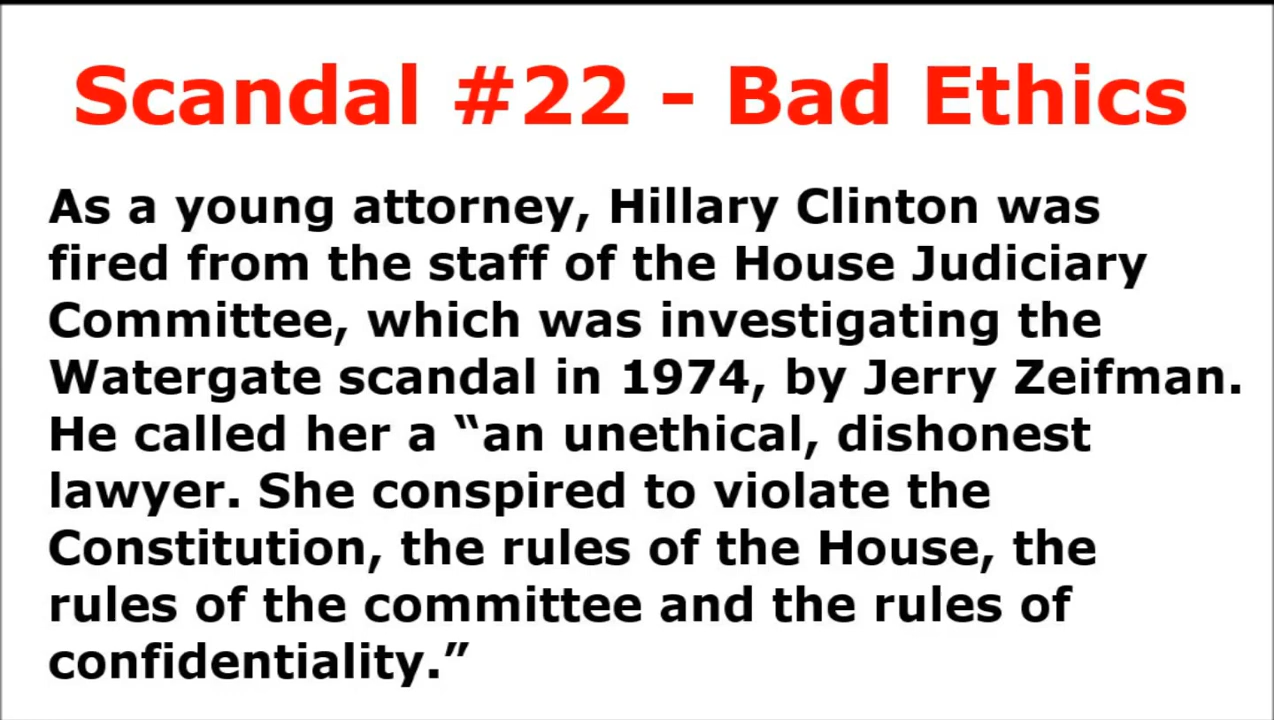 Scandal #22 - Bad Ethics
As a young attorney, Hillary Clinton was
fired from the staff of the House Judiciary
Committee, which was investigating the
Watergate scandal in 1974, by Jerry Zeifman.
He called her a “an unethical, dishonest
lawyer. She conspired to violate the
Constitution, the rules of the House, the
rules of the committee and the rules of
confidentiality.”